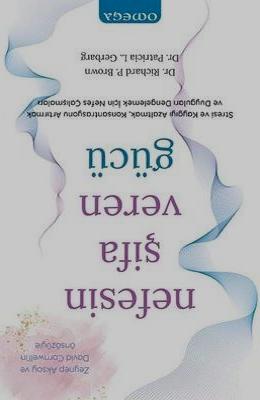 Zeynep Aksoy ve
David Cornwell'in
önsözüyle
nefesin
şifa
veren
gücü
Stresi ve Kaygıyı Azaltmak, Konsantrasyonu Artırmak
ve Duyguları Dengelemek İçin Nefes Çalışmaları
Dr. Richard P. Brown
Dr. Patricia L. Gerbarg
omega